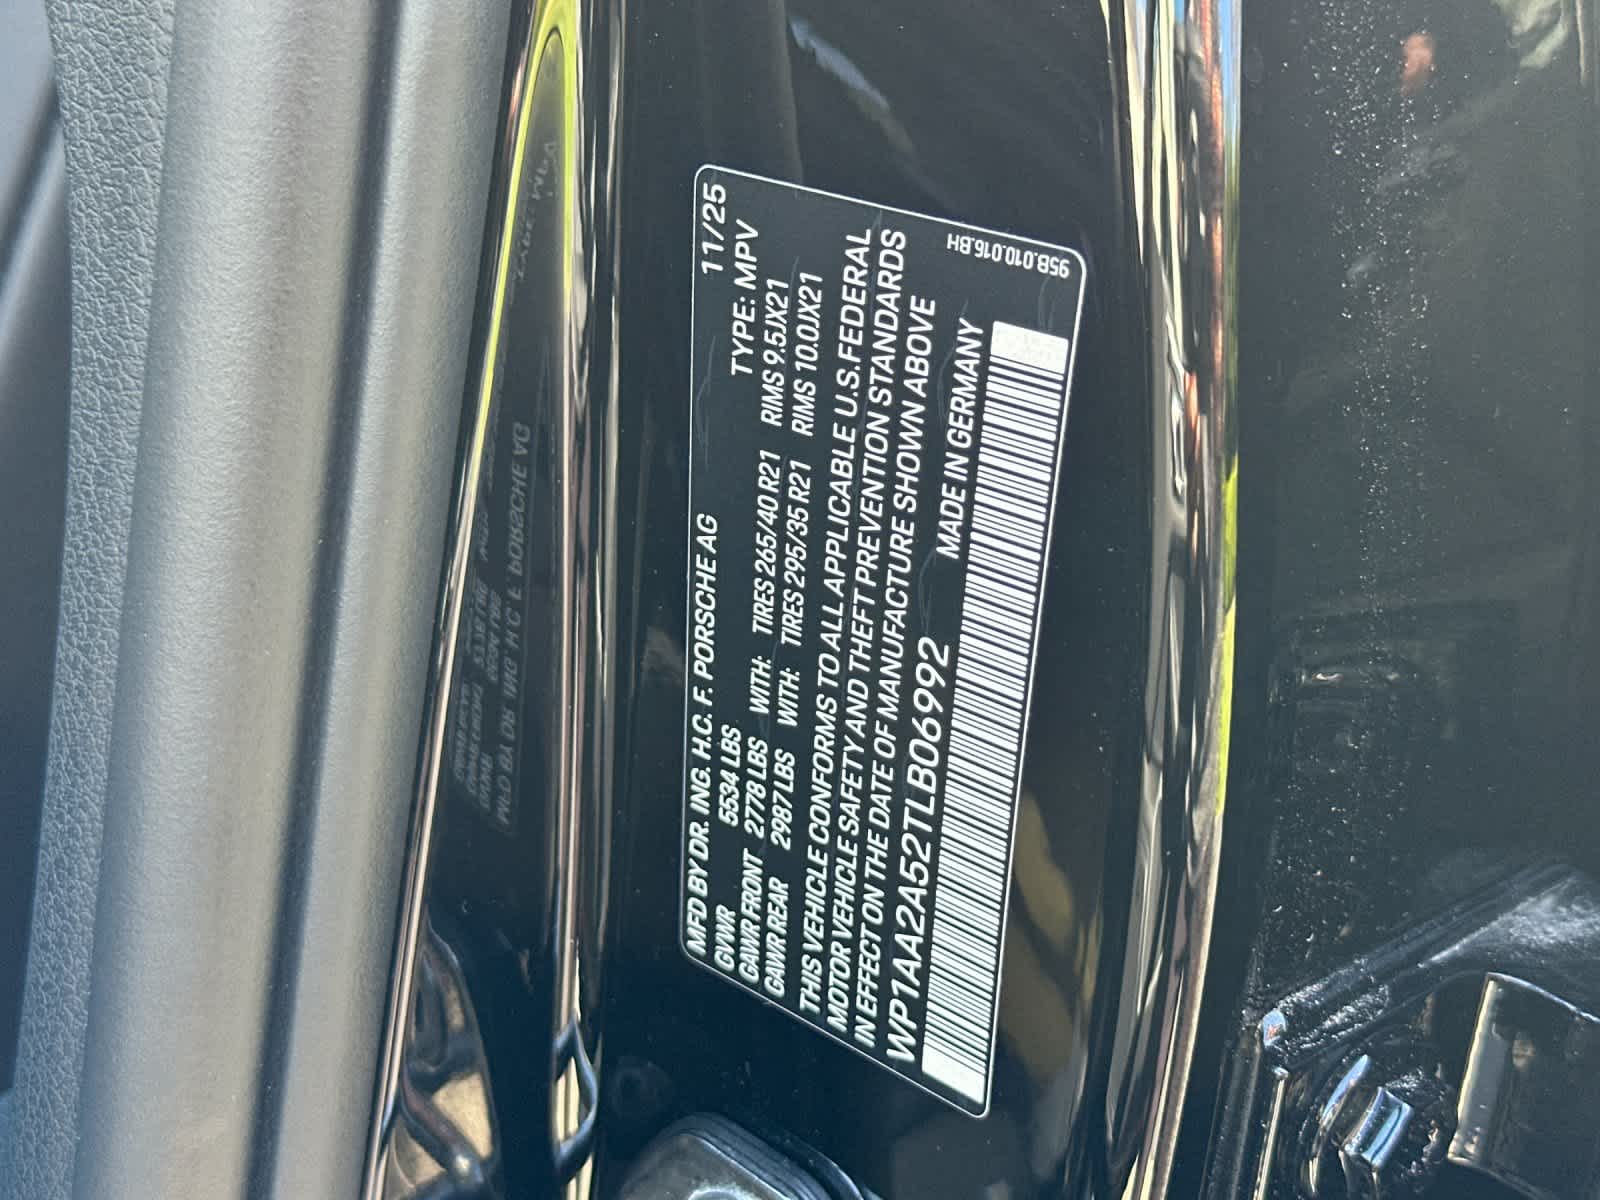 MFD BY DR. ING. H.C. F. PORSCHE AG 11/25
GVWR 5534 LBS TYPE: MPV
GAWR FRONT 2778 LBS WITH: TIRES 265/40 R21 RIMS 9.5JX21
GAWR REAR 2987 LBS WITH: TIRES 295/35 R21 RIMS 10.0JX21
THIS VEHICLE CONFORMS TO ALL APPLICABLE U.S.FEDERAL
MOTOR VEHICLE SAFETY AND THEFT PREVENTION STANDARDS
IN EFFECT ON THE DATE OF MANUFACTURE SHOWN ABOVE
MADE IN GERMANY
WP1AA2A52TLB06992
95B.010.016.BH